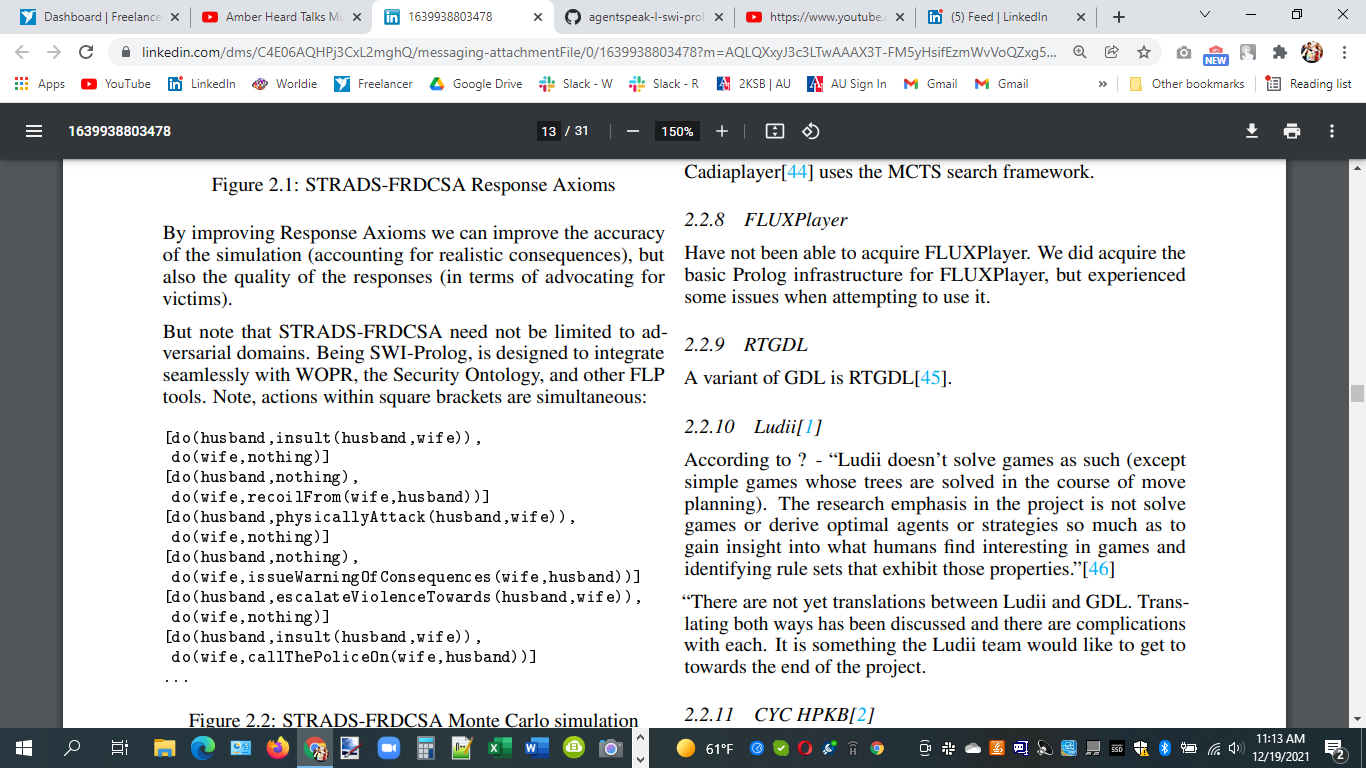 Dashboard | Freelance
Amber Heard Talks Mu
1639938803478
agentspeak-l-swi-prol
https://www.youtube.c
(5) Feed | LinkedIn
linkedin.com/dms/C4E06AQHPj3CxL2mghQ/messaging-attachmentFile/0/1639938803478?m=AQLQXxyJ3c3LTwAAAX3T-FM5yHsifEzmWvVoQZxg5...
NEW
Apps
YouTube
LinkedIn
Worldie
Freelancer
Google Drive
Slack - W
Slack - R
2KSB | AU
AU Sign In
Gmail
Gmail
»
Other bookmarks
Reading list
1639938803478
13 / 31
150%
Figure 2.1: STRADS-FRDCSA Response Axioms
By improving Response Axioms we can improve the accuracy
of the simulation (accounting for realistic consequences), but
also the quality of the responses (in terms of advocating for
victims).
But note that STRADS-FRDCSA need not be limited to ad-
versarial domains. Being SWI-Prolog, is designed to integrate
seamlessly with WOPR, the Security Ontology, and other FLP
tools. Note, actions within square brackets are simultaneous:
[do(husband,insult(husband,wife)),
do(wife,nothing)]
[do(husband,nothing),
do(wife,recoilFrom(wife,husband))]
[do(husband,physicallyAttack(husband,wife)),
do(wife,nothing)]
[do(husband,nothing),
do(wife,issueWarningOfConsequences(wife,husband))]
[do(husband,escalateViolenceTowards(husband,wife)),
do(wife,nothing)]
[do(husband,insult(husband,wife)),
do(wife,callThePoliceOn(wife,husband))]
...
Figure 2.2: STRADS-FRDCSA Monte Carlo simulation
Cadiaplayer[44] uses the MCTS search framework.
2.2.8 FLUXPlayer
Have not been able to acquire FLUXPlayer. We did acquire the
basic Prolog infrastructure for FLUXPlayer, but experienced
some issues when attempting to use it.
2.2.9 RTGDL
A variant of GDL is RTGDL[45].
2.2.10 Ludii[1]
According to ? - “Ludii doesn’t solve games as such (except
simple games whose trees are solved in the course of move
planning). The research emphasis in the project is not solve
games or derive optimal agents or strategies so much as to
gain insight into what humans find interesting in games and
identifying rule sets that exhibit those properties.”[46]
“There are not yet translations between Ludii and GDL. Trans-
lating both ways has been discussed and there are complications
with each. It is something the Ludii team would like to get to
towards the end of the project.
2.2.11 CYC HPKB[2]
61°F
11:13 AM
12/19/2021
2